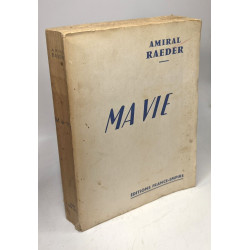 AMIRAL
RAEDER
MA VIE
EDITIONS FRANCE-EMPIRE